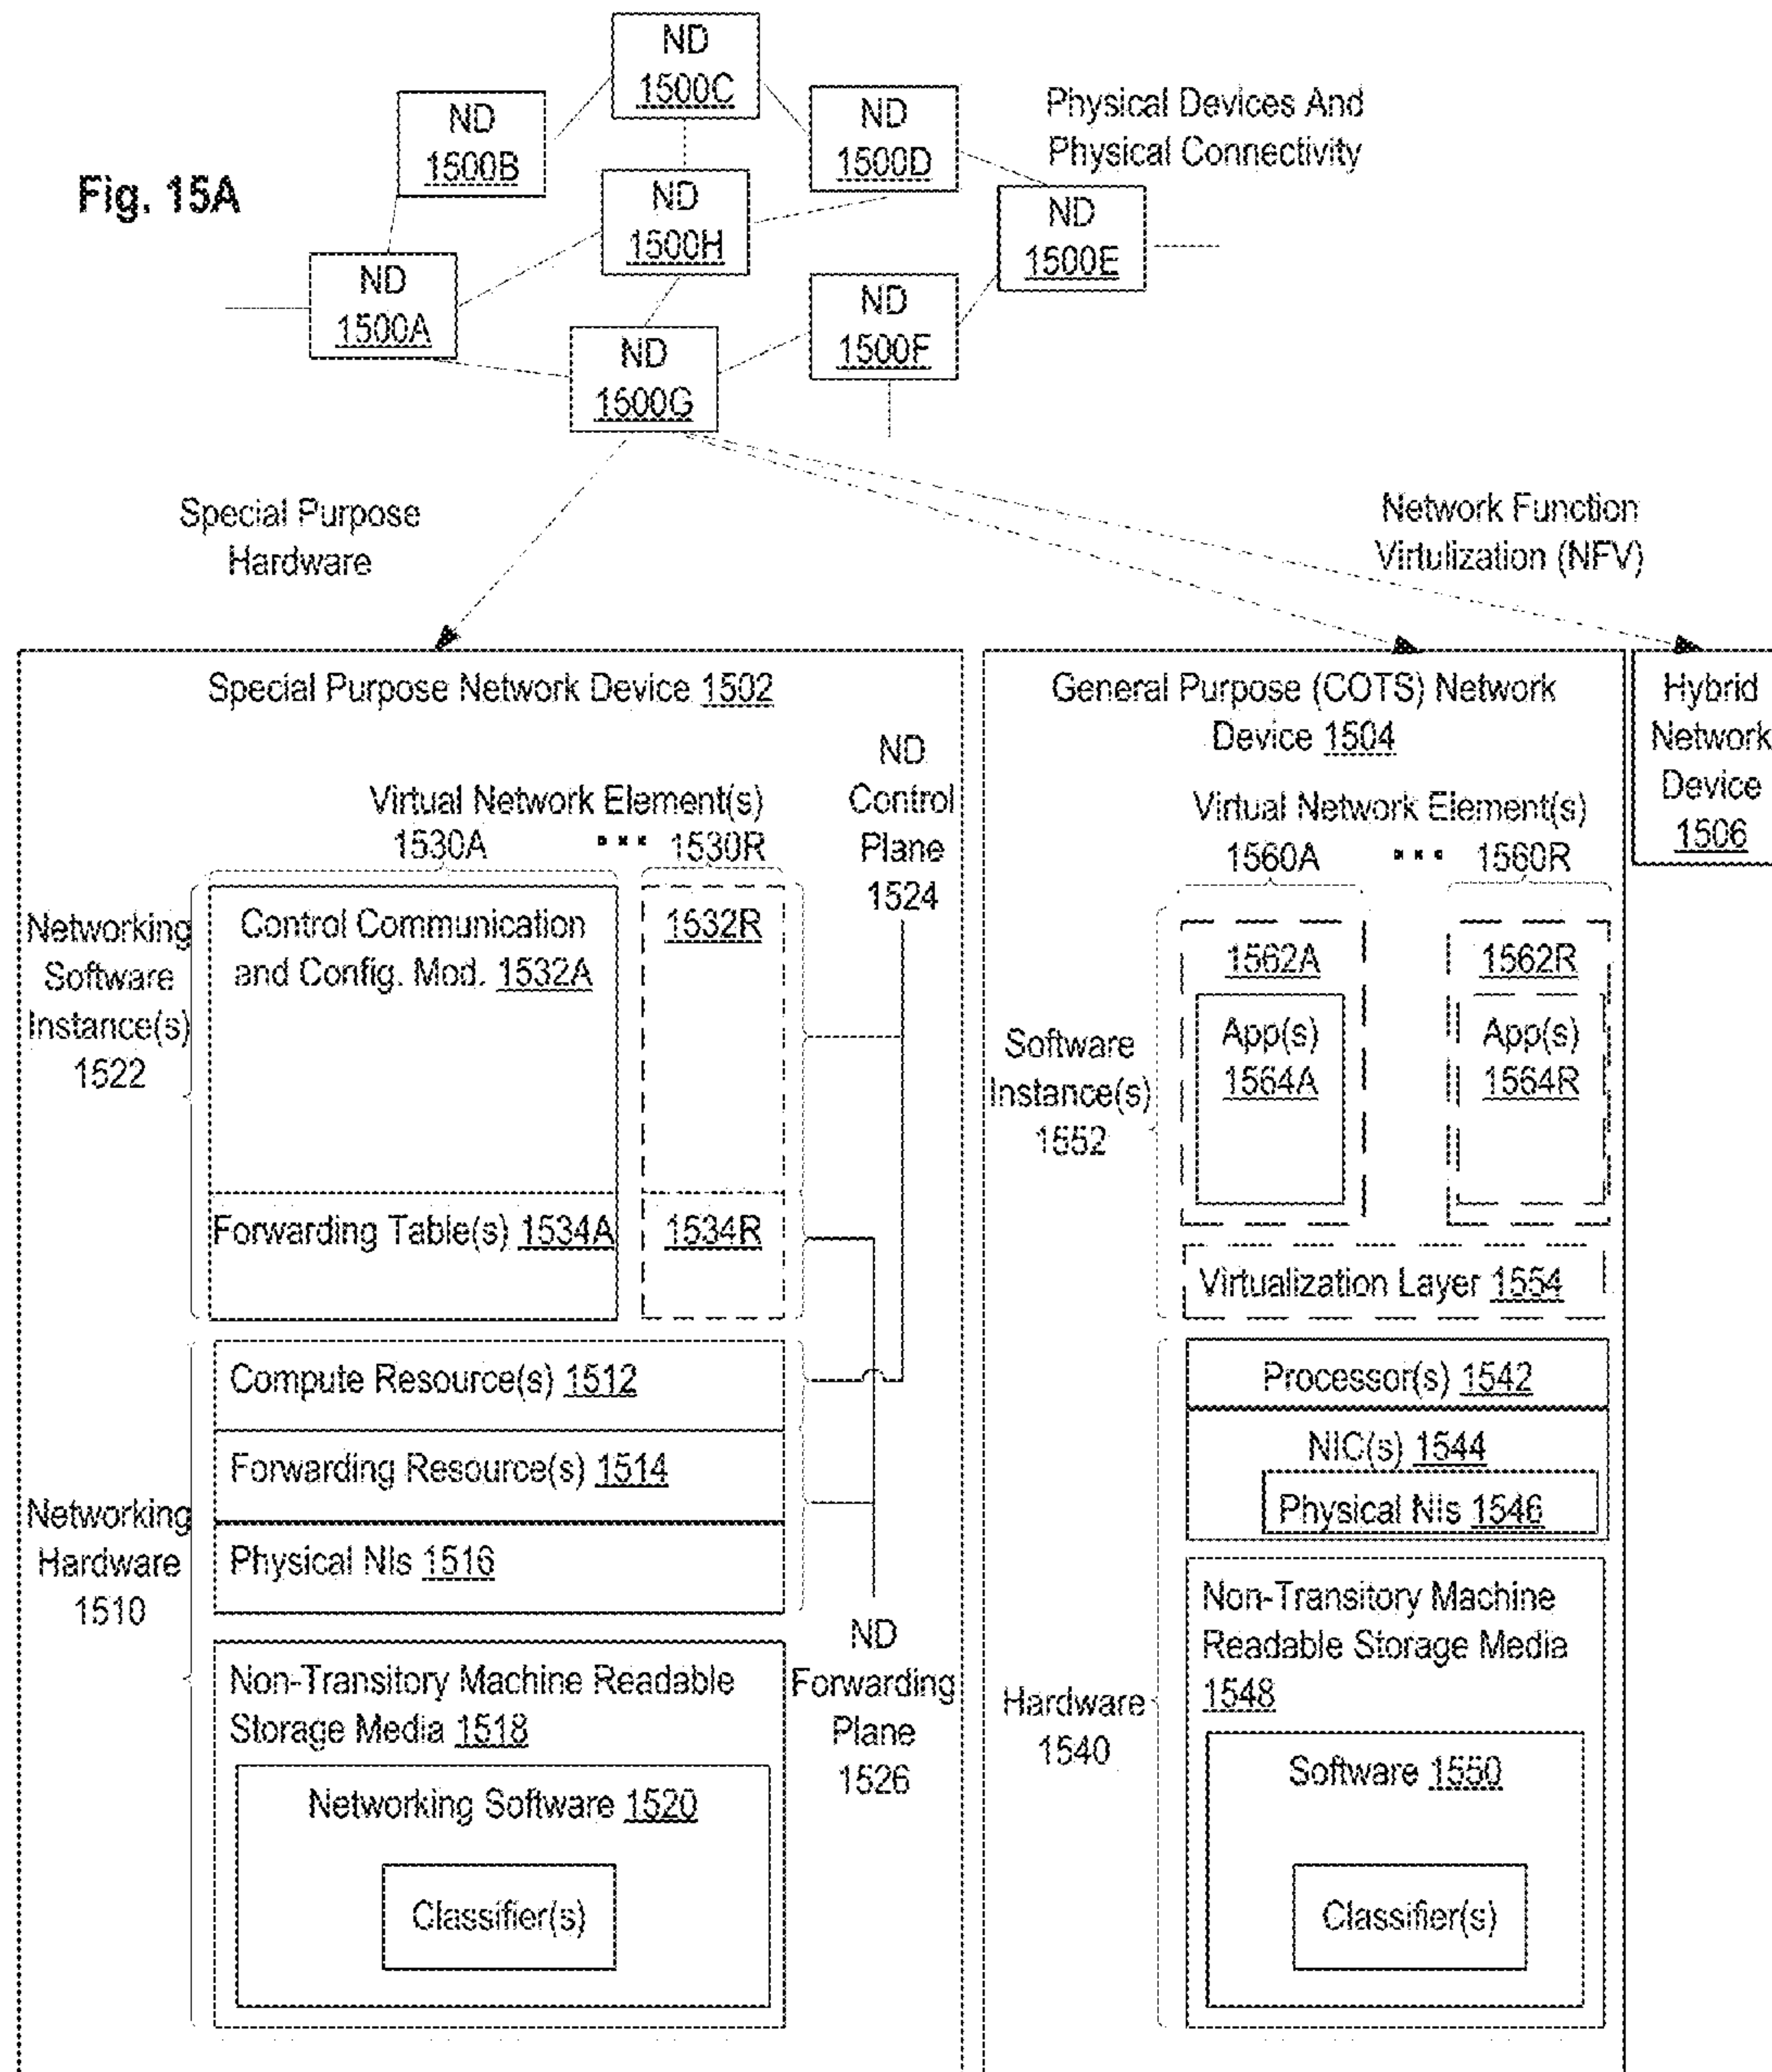 Fig. 15A
ND
1500C
ND
1500B
ND
1500D
Physical Devices And
Physical Connectivity
ND
1500H
ND
1500E
ND
1500A
ND
1500F
ND
1500G
Special Purpose
Hardware
Network Function
Virtulization (NFV)
Special Purpose Network Device 1502
ND
Control
Plane
1524
Virtual Network Element(s)
1530A ... 1530R
Networking
Software
Instance(s)
1522
Control Communication
and Config. Mod. 1532A
1532R
Forwarding Table(s) 1534A
1534R
Networking
Hardware
1510
Compute Resource(s) 1512
Forwarding Resource(s) 1514
Physical NIs 1516
ND
Forwarding
Plane
1526
Non-Transitory Machine Readable
Storage Media 1518
Networking Software 1520
Classifier(s)
General Purpose (COTS) Network
Device 1504
Virtual Network Element(s)
1560A ... 1560R
Software
Instance(s)
1552
1562A
App(s)
1564A
1562R
App(s)
1564R
Virtualization Layer 1554
Hardware
1540
Processor(s) 1542
NIC(s) 1544
Physical NIs 1546
Non-Transitory Machine
Readable Storage Media
1548
Software 1550
Classifier(s)
Hybrid
Network
Device
1506